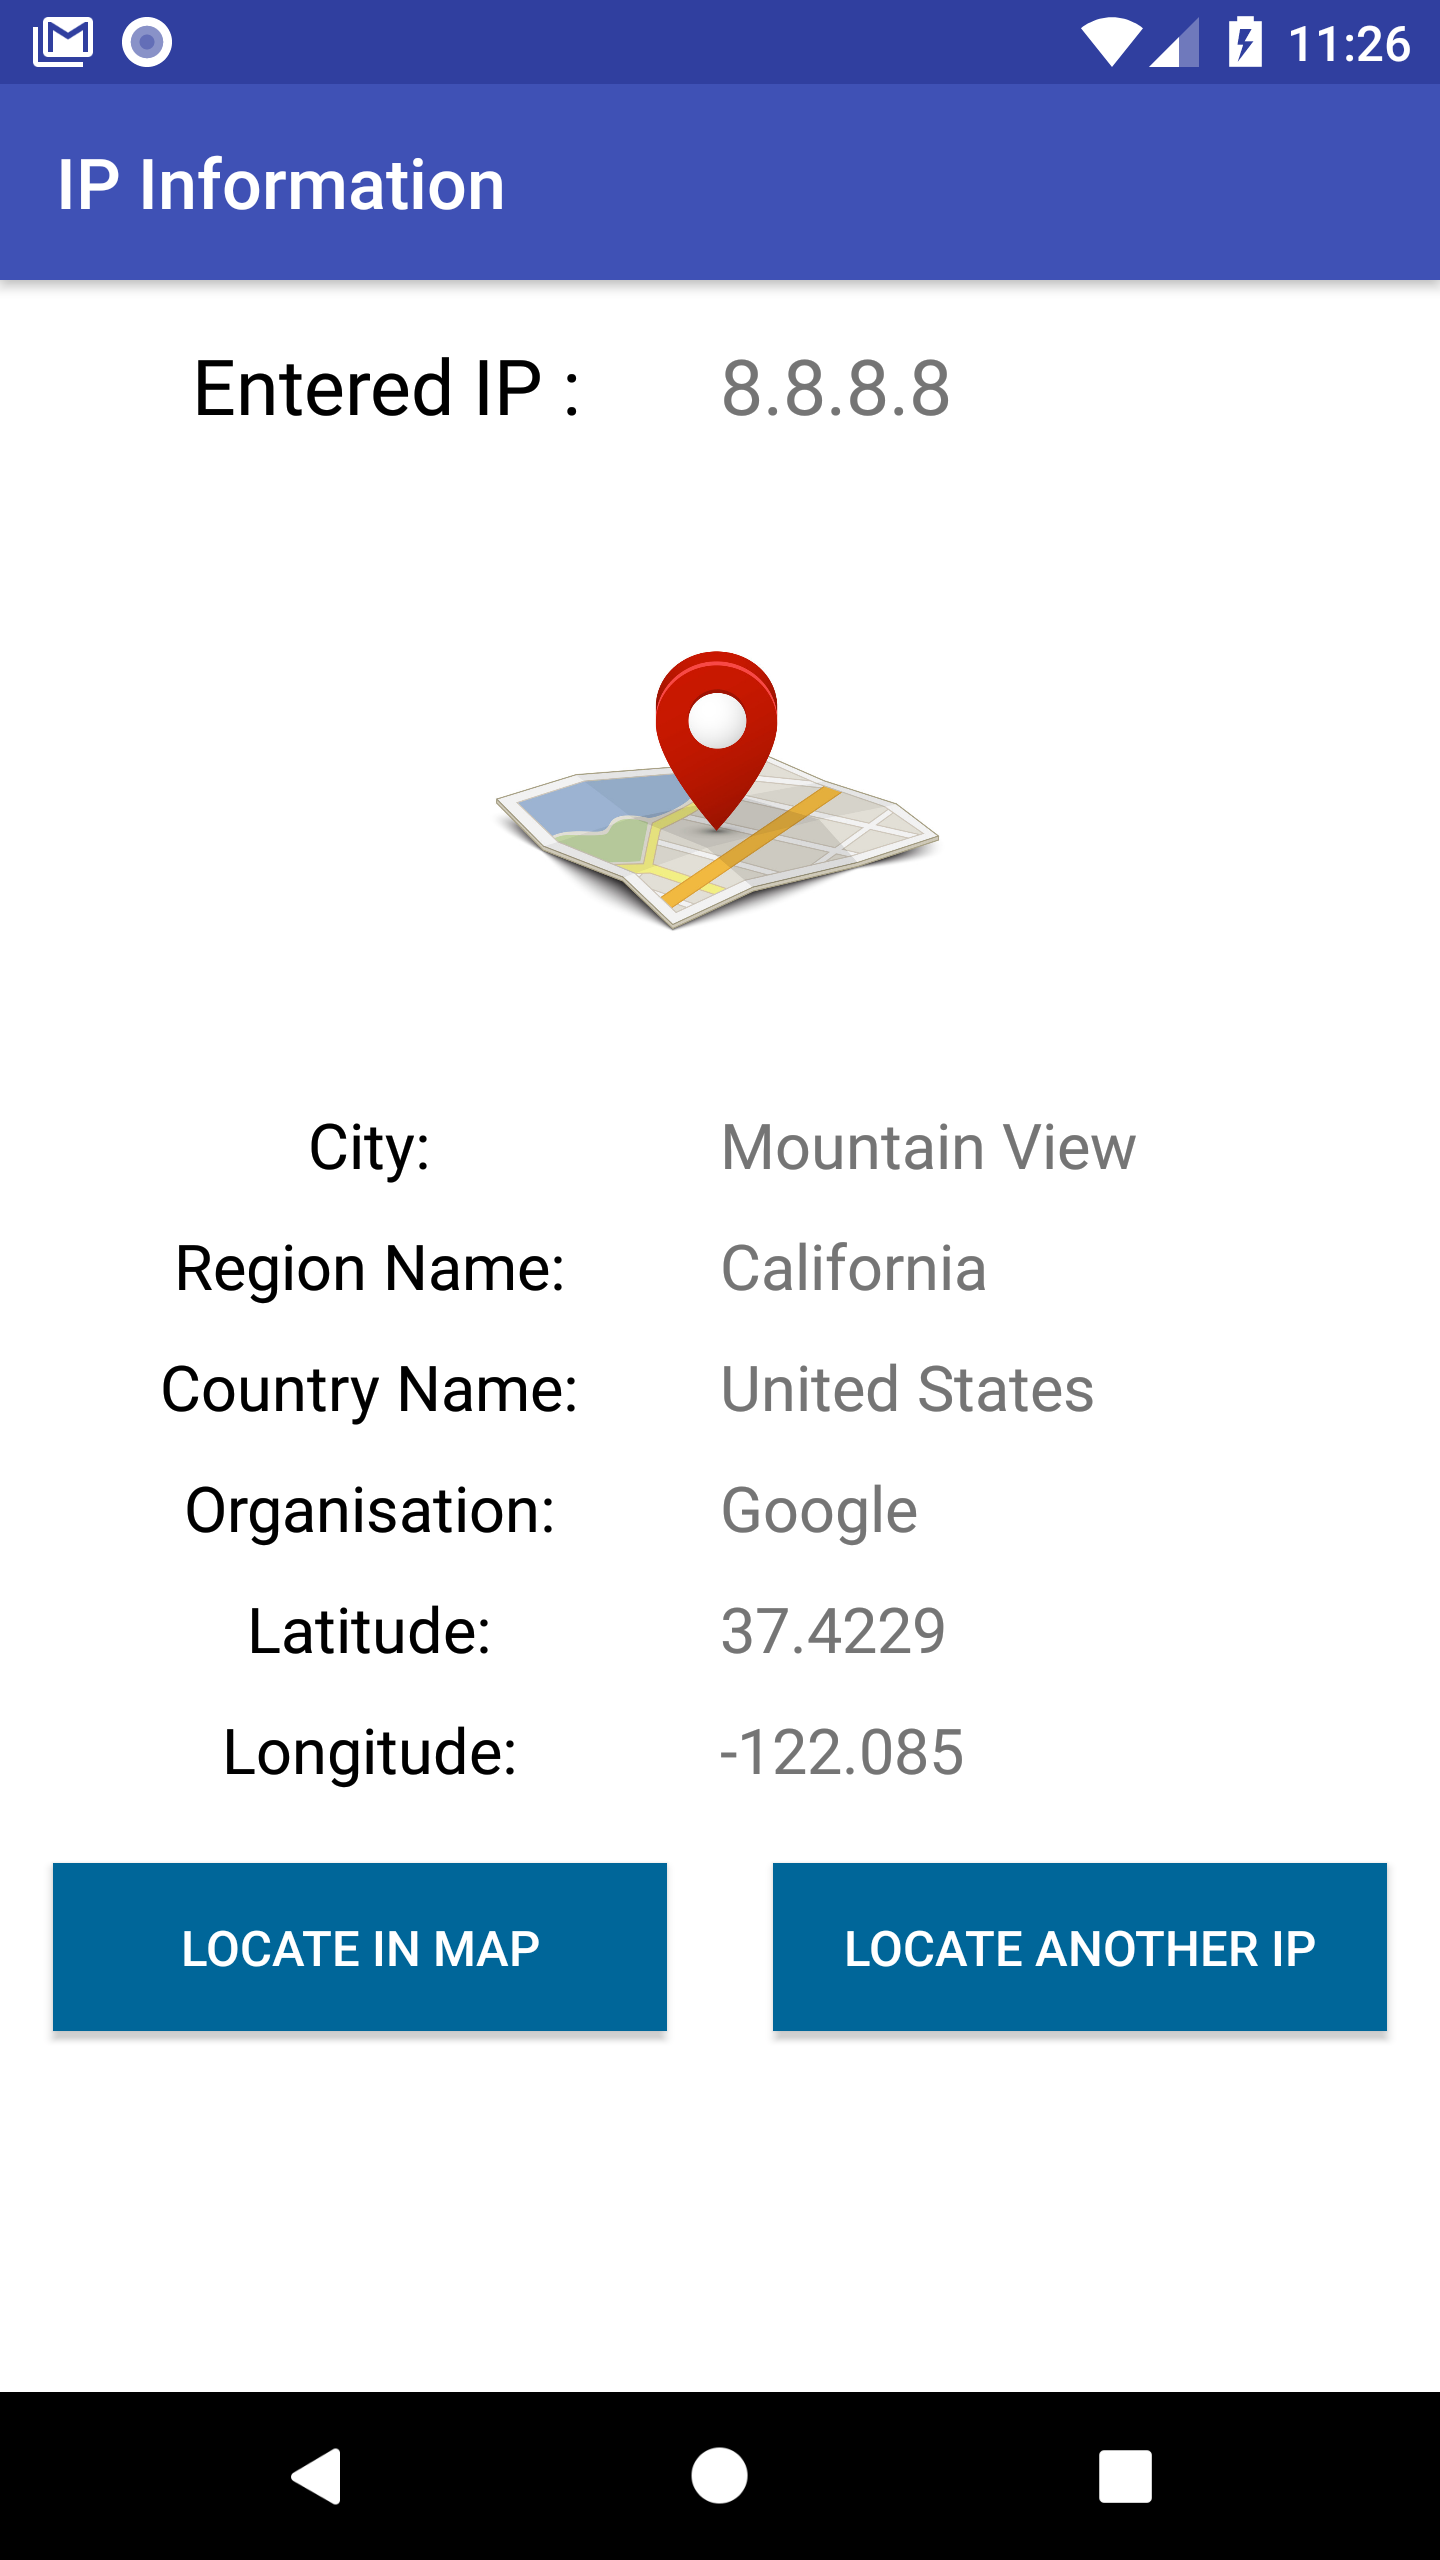 11:26
IP Information
Entered IP : 8.8.8.8
City: Mountain View
Region Name: California
Country Name: United States
Organisation: Google
Latitude: 37.4229
Longitude: -122.085
LOCATE IN MAP LOCATE ANOTHER IP